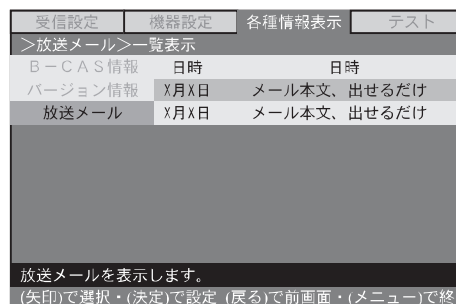 受信設定 機器設定 各種情報表示 テスト
>放送メール>一覧表示
B-CAS情報 日時 日時
バージョン情報 X月X日 メール本文、出せるだけ
放送メール X月X日 メール本文、出せるだけ
放送メールを表示します。
(矢印)で選択・(決定)で設定 (戻る)で前画面・(メニュー)で終